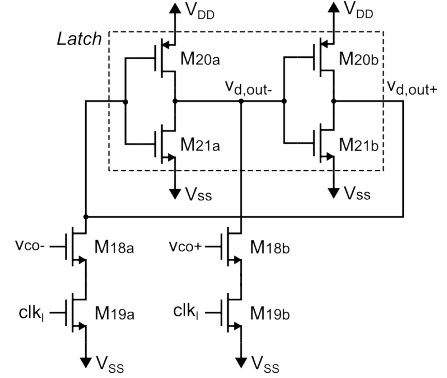 VDD VDD
Latch
M20a M20b
vd,out- vd,out+
M21a M21b
VSS VSS
vco- M18a vco+ M18b
clkI M19a clkI M19b
VSS VSS